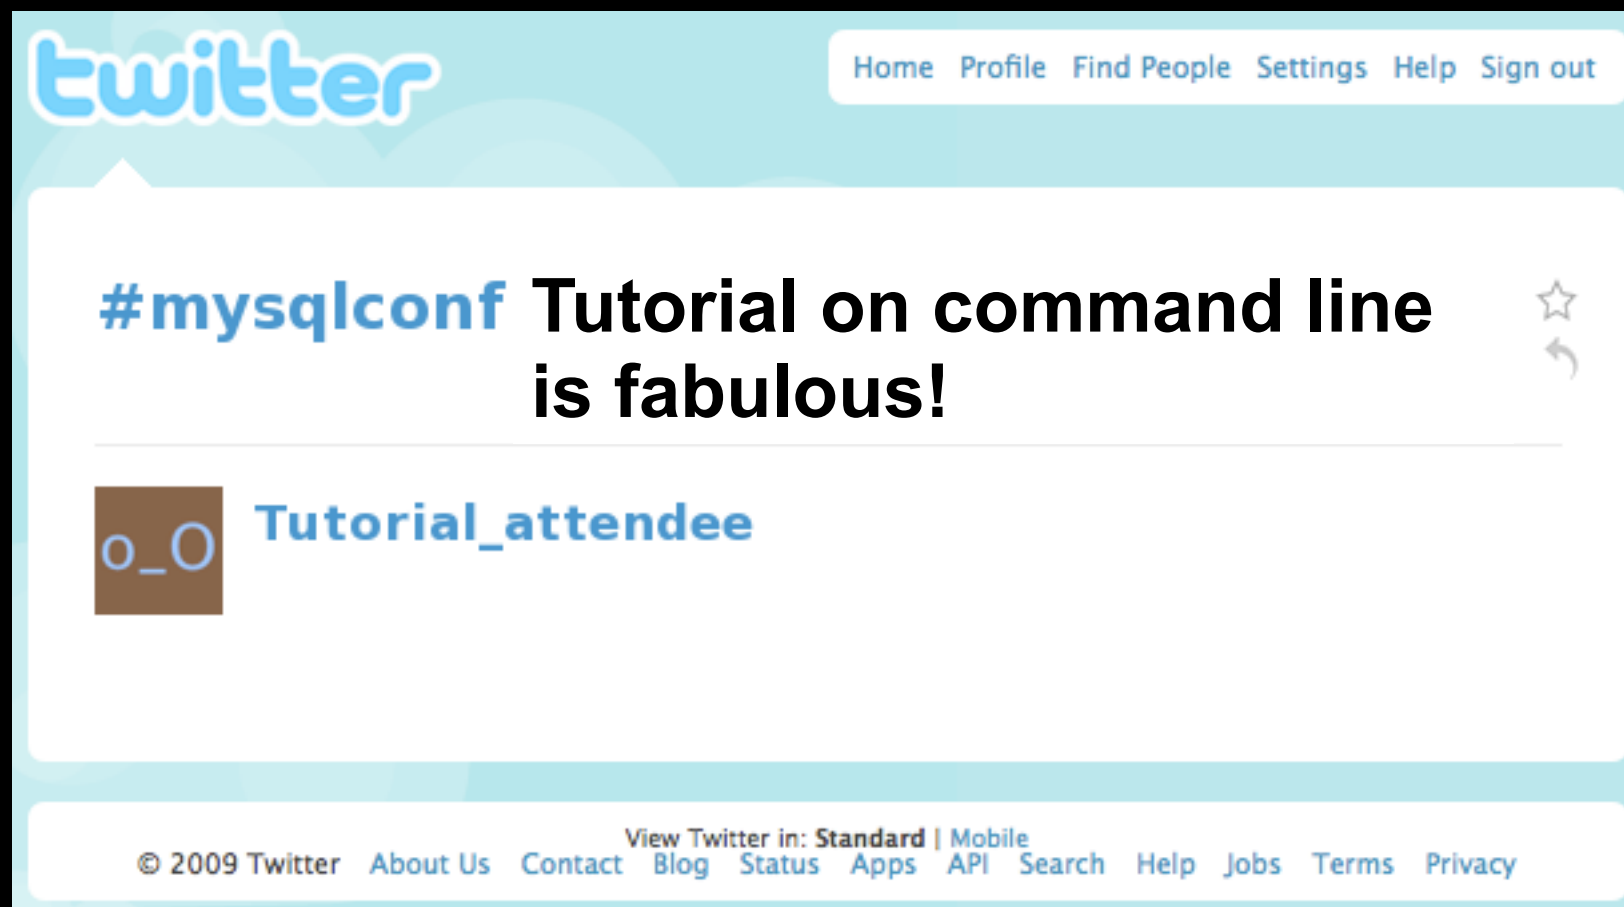 twitter
Home Profile Find People Settings Help Sign out
#mysqlconf Tutorial on command line
is fabulous!
o_O
Tutorial_attendee
View Twitter in: Standard | Mobile
© 2009 Twitter About Us Contact Blog Status Apps API Search Help Jobs Terms Privacy